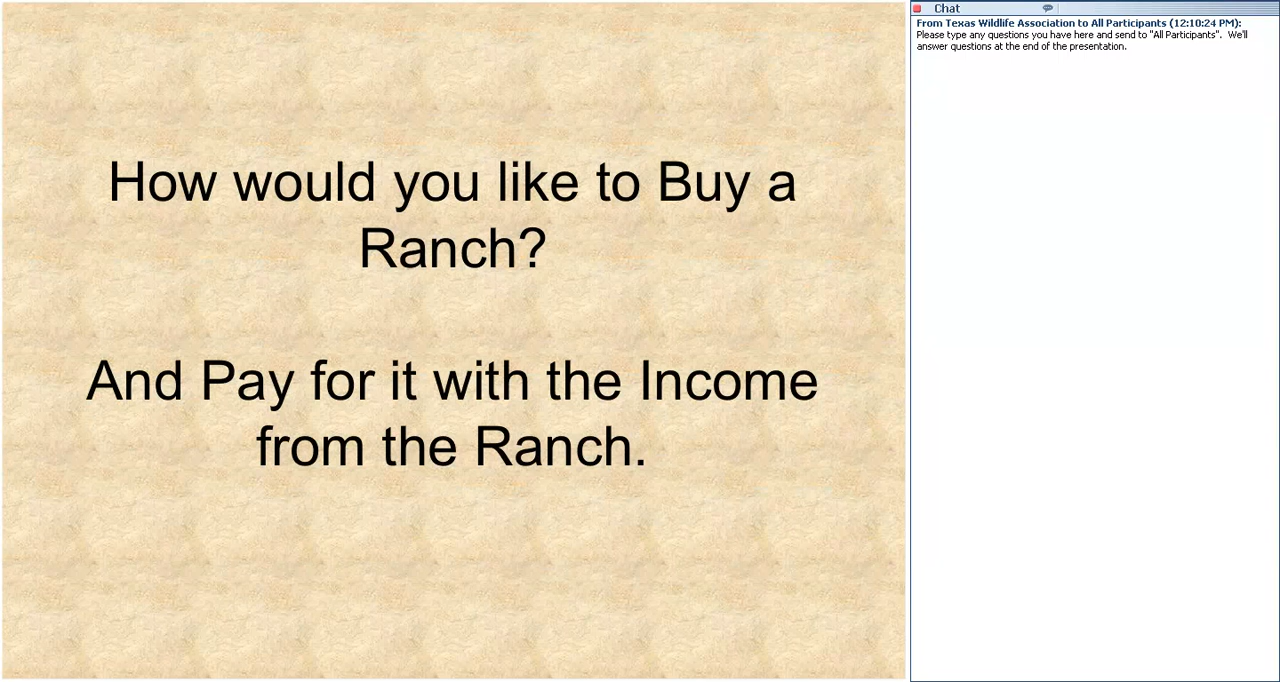 How would you like to Buy a
Ranch?
And Pay for it with the Income
from the Ranch.
Chat
From Texas Wildlife Association to All Participants (12:10:24 PM):
Please type any questions you have here and send to "All Participants".  We'll
answer questions at the end of the presentation.